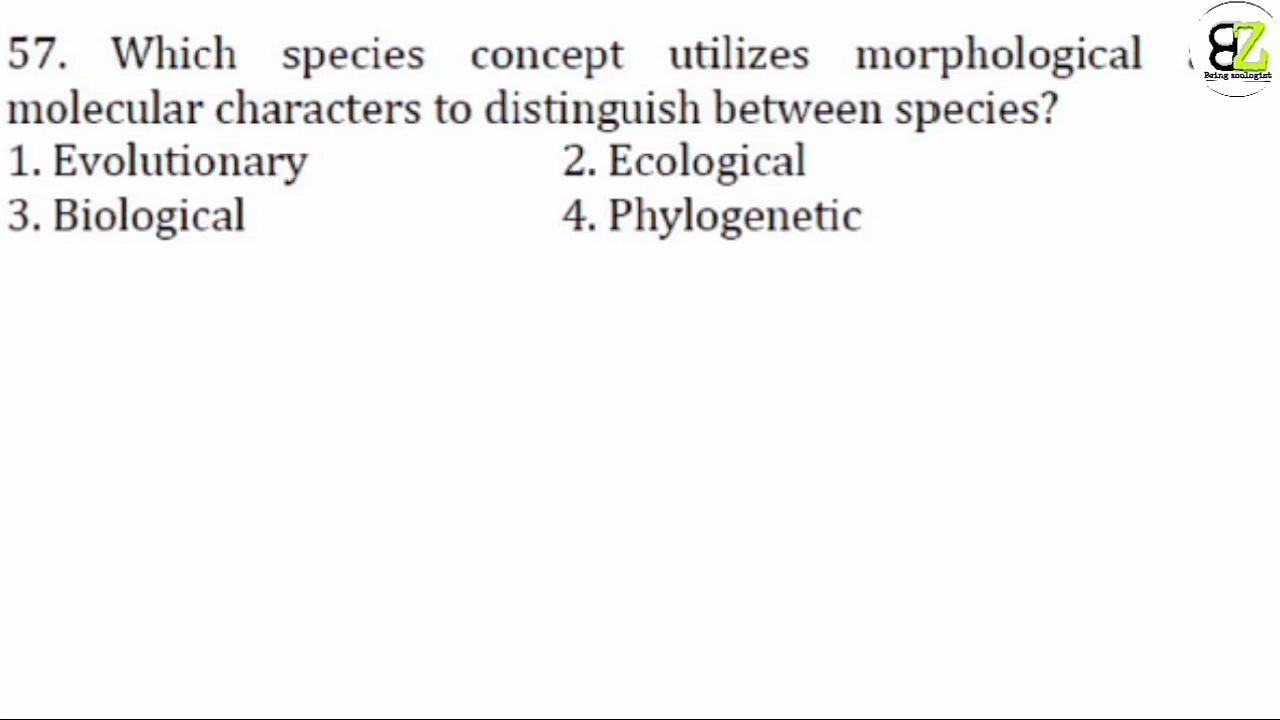 57. Which species concept utilizes morphological
molecular characters to distinguish between species?
1. Evolutionary 2. Ecological
3. Biological 4. Phylogenetic
BZ
Being zoologist